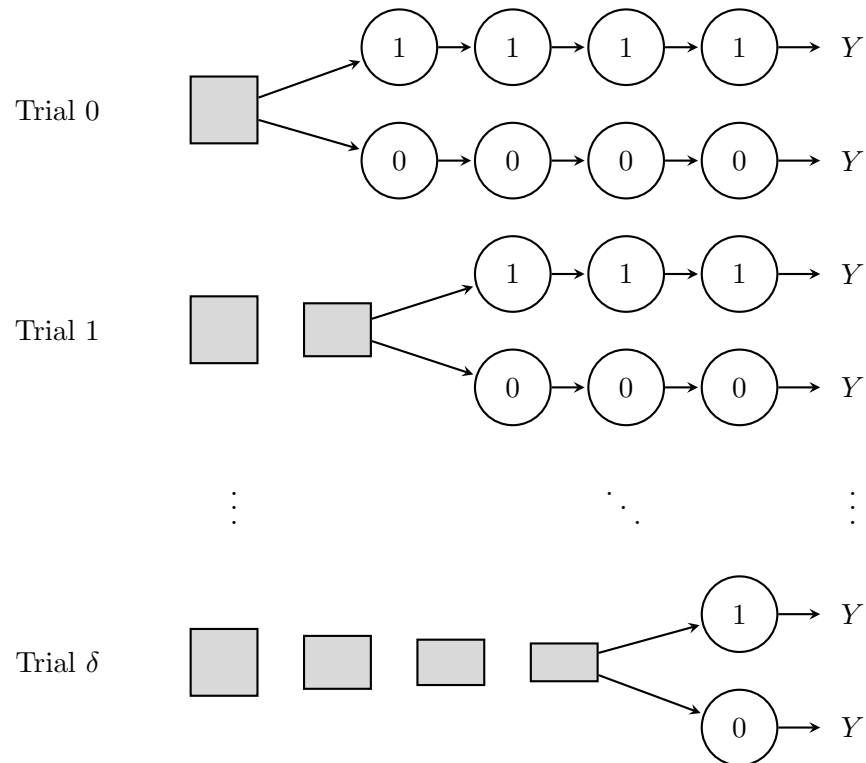 1 1 1 1 Y
Trial 0
0 0 0 0 Y
1 1 1 Y
Trial 1
0 0 0 Y
⋮ ⋱ ⋮
1 Y
Trial δ
0 Y